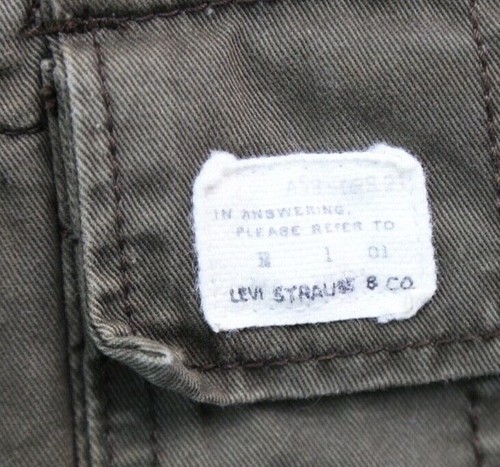 IN ANSWERING,
PLEASE REFER TO
1 01
LEVI STRAUSS & CO